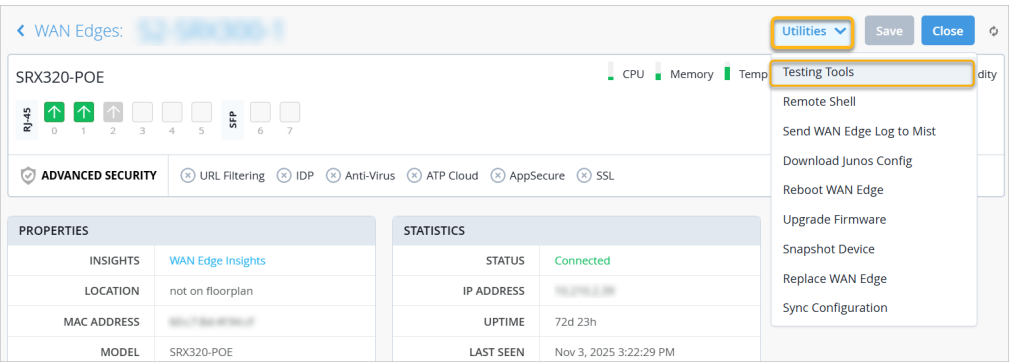 WAN Edges:
Utilities
Save
Close
SRX320-POE
CPU
Memory
Temp
dity
Testing Tools
Remote Shell
Send WAN Edge Log to Mist
Download Junos Config
Reboot WAN Edge
Upgrade Firmware
Snapshot Device
Replace WAN Edge
Sync Configuration
RJ-45
0 1 2 3 4 5
SFP
6 7
ADVANCED SECURITY
URL Filtering
IDP
Anti-Virus
ATP Cloud
AppSecure
SSL
PROPERTIES
INSIGHTS WAN Edge Insights
LOCATION not on floorplan
MAC ADDRESS
MODEL SRX320-POE
STATISTICS
STATUS Connected
IP ADDRESS
UPTIME 72d 23h
LAST SEEN Nov 3, 2025 3:22:29 PM